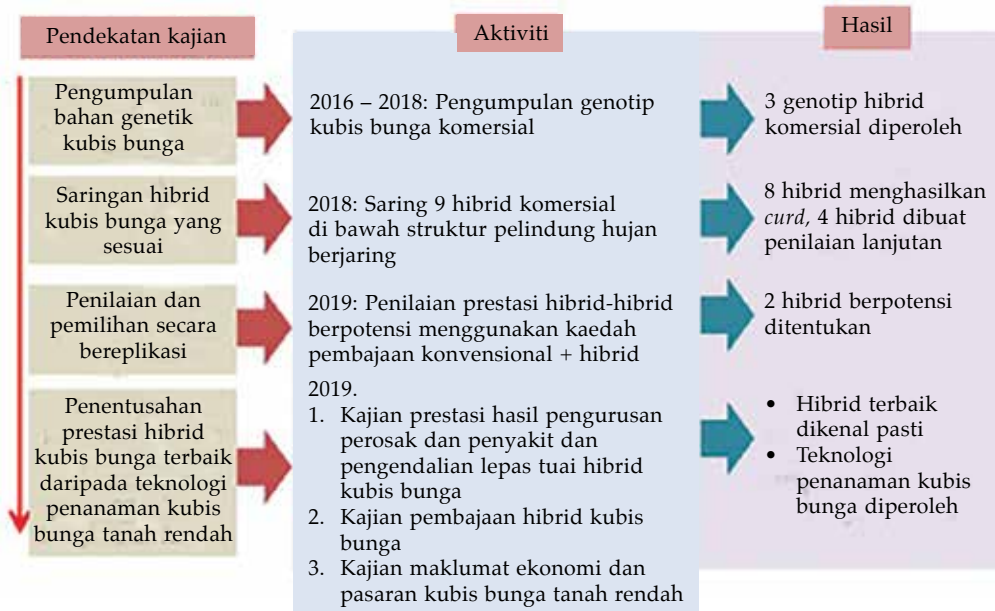 Pendekatan kajian
Aktiviti
Hasil
Pengumpulan
bahan genetik
kubis bunga
2016 – 2018: Pengumpulan genotip
kubis bunga komersial
3 genotip hibrid
komersial diperoleh
Saringan hibrid
kubis bunga yang
sesuai
2018: Saring 9 hibrid komersial
di bawah struktur pelindung hujan
berjaring
8 hibrid menghasilkan
curd, 4 hibrid dibuat
penilaian lanjutan
Penilaian dan
pemilihan secara
bereplikasi
2019: Penilaian prestasi hibrid-hibrid
berpotensi menggunakan kaedah
pembajaan konvensional + hibrid
2 hibrid berpotensi
ditentukan
Penentusahan
prestasi hibrid
kubis bunga terbaik
daripada teknologi
penanaman kubis
bunga tanah rendah
2019.
1. Kajian prestasi hasil pengurusan
perosak dan penyakit dan
pengendalian lepas tuai hibrid
kubis bunga
2. Kajian pembajaan hibrid kubis
bunga
3. Kajian maklumat ekonomi dan
pasaran kubis bunga tanah rendah
• Hibrid terbaik
dikenal pasti
• Teknologi
penanaman kubis
bunga diperoleh